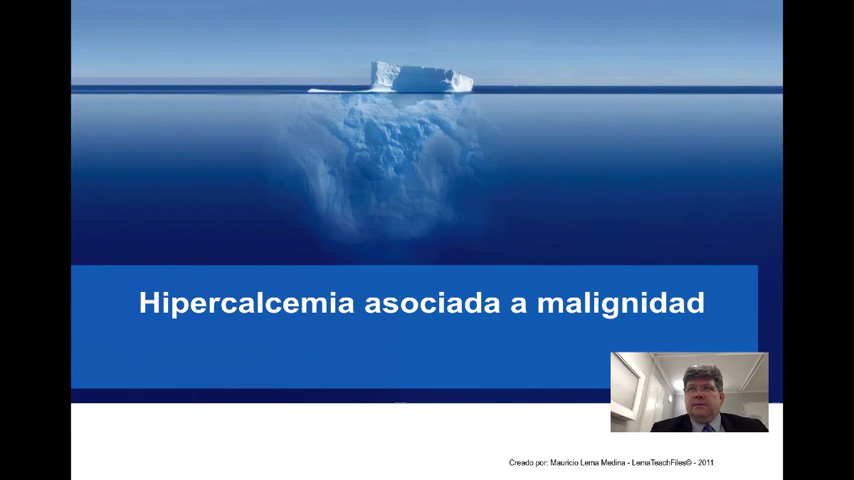 Hipercalcemia asociada a malignidad
Creado por: Mauricio Lema Medina - LemaTeachFiles© - 2011